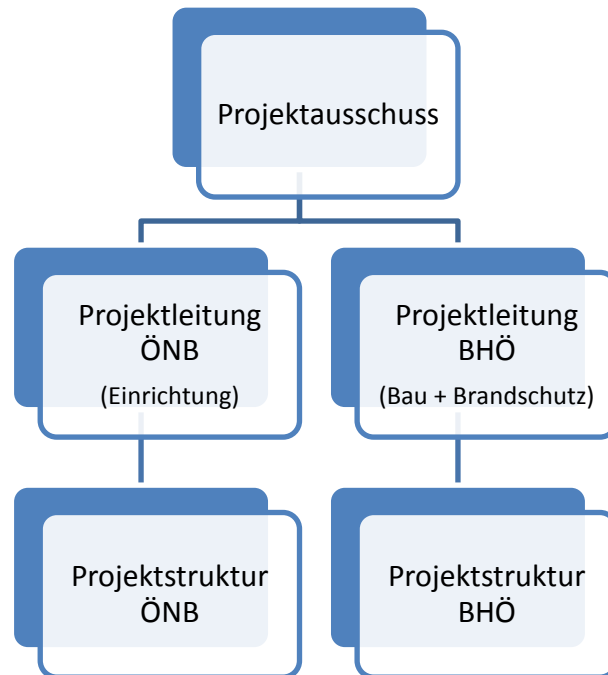 Projektausschuss
Projektleitung
ÖNB
(Einrichtung)
Projektleitung
BHÖ
(Bau + Brandschutz)
Projektstruktur
ÖNB
Projektstruktur
BHÖ